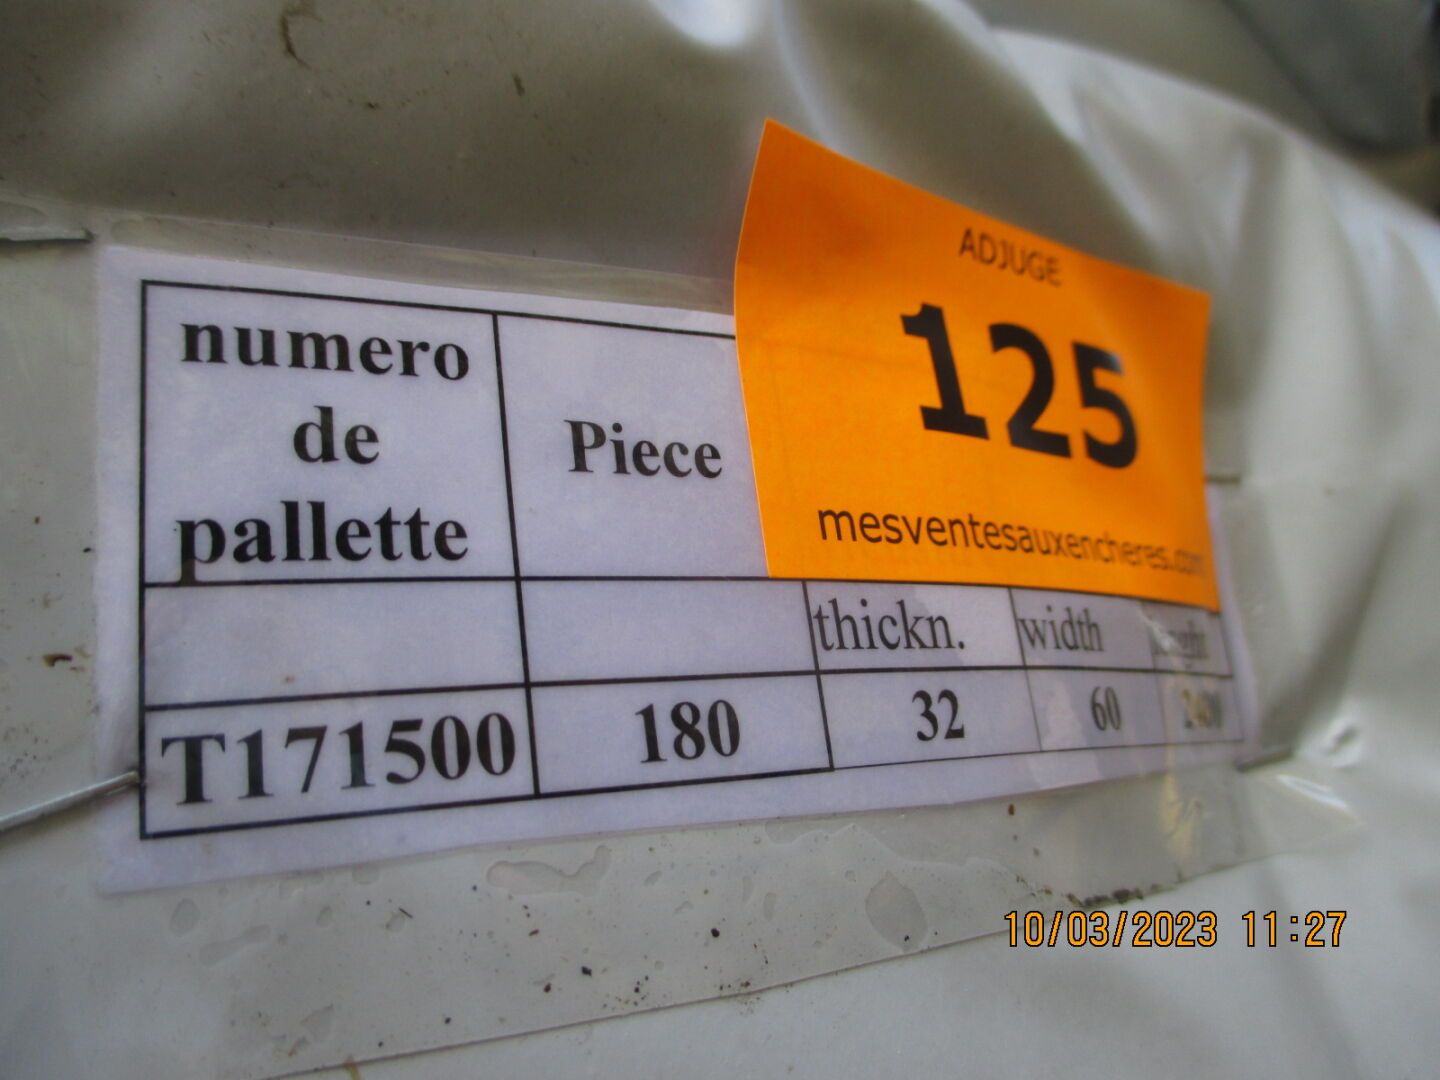 numero
de
pallette
Piece
ADJUGE
125
mesventesauxencheres.com
thickn. width
T171500 180 32 60
10/03/2023 11:27